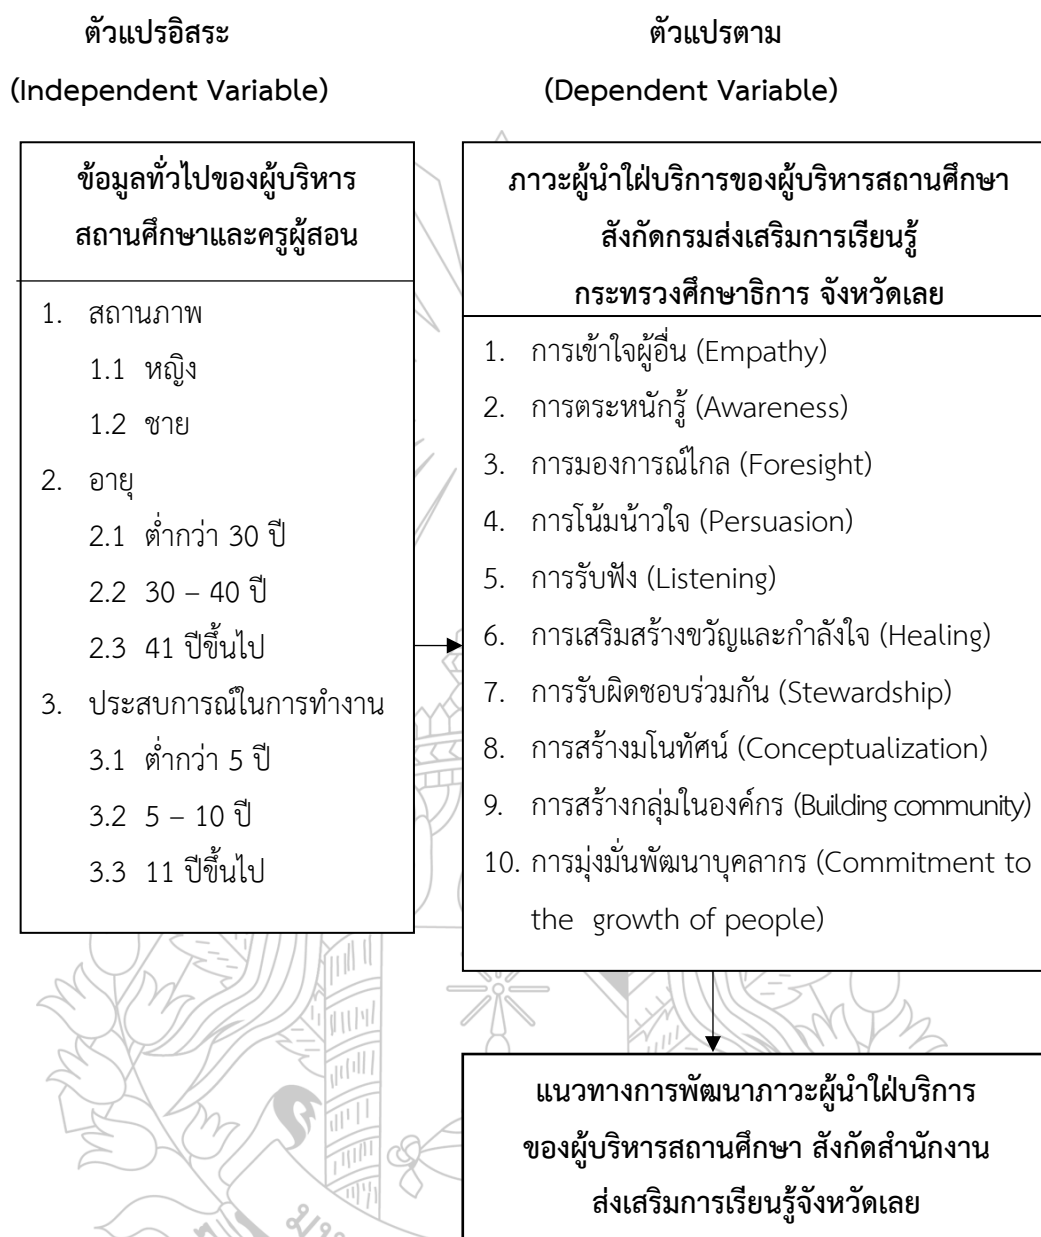 ตัวแปรอิสระ
(Independent Variable)
ตัวแปรตาม
(Dependent Variable)
ข้อมูลทั่วไปของผู้บริหาร
สถานศึกษาและครูผู้สอน
1. สถานภาพ
1.1 หญิง
1.2 ชาย
2. อายุ
2.1 ต่ำกว่า 30 ปี
2.2 30 – 40 ปี
2.3 41 ปีขึ้นไป
3. ประสบการณ์ในการทำงาน
3.1 ต่ำกว่า 5 ปี
3.2 5 – 10 ปี
3.3 11 ปีขึ้นไป
ภาวะผู้นำใฝ่บริการของผู้บริหารสถานศึกษา
สังกัดกรมส่งเสริมการเรียนรู้
กระทรวงศึกษาธิการ จังหวัดเลย
1. การเข้าใจผู้อื่น (Empathy)
2. การตระหนักรู้ (Awareness)
3. การมองการณ์ไกล (Foresight)
4. การโน้มน้าวใจ (Persuasion)
5. การรับฟัง (Listening)
6. การเสริมสร้างขวัญและกำลังใจ (Healing)
7. การรับผิดชอบร่วมกัน (Stewardship)
8. การสร้างมโนทัศน์ (Conceptualization)
9. การสร้างกลุ่มในองค์กร (Building community)
10. การมุ่งมั่นพัฒนาบุคลากร (Commitment to
the growth of people)
แนวทางการพัฒนาภาวะผู้นำใฝ่บริการ
ของผู้บริหารสถานศึกษา สังกัดสำนักงาน
ส่งเสริมการเรียนรู้จังหวัดเลย